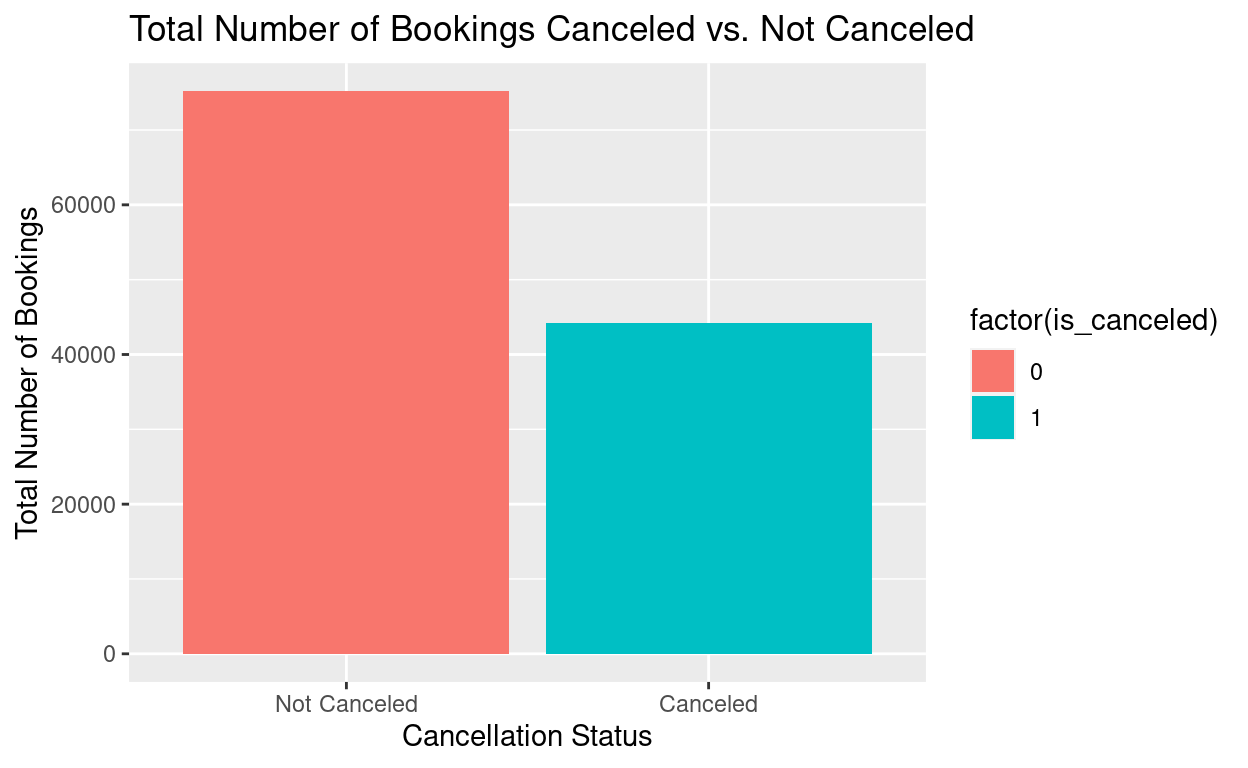 Total Number of Bookings Canceled vs. Not Canceled
Total Number of Bookings
60000
40000
20000
0
Not Canceled
Canceled
Cancellation Status
factor(is_canceled)
0
1